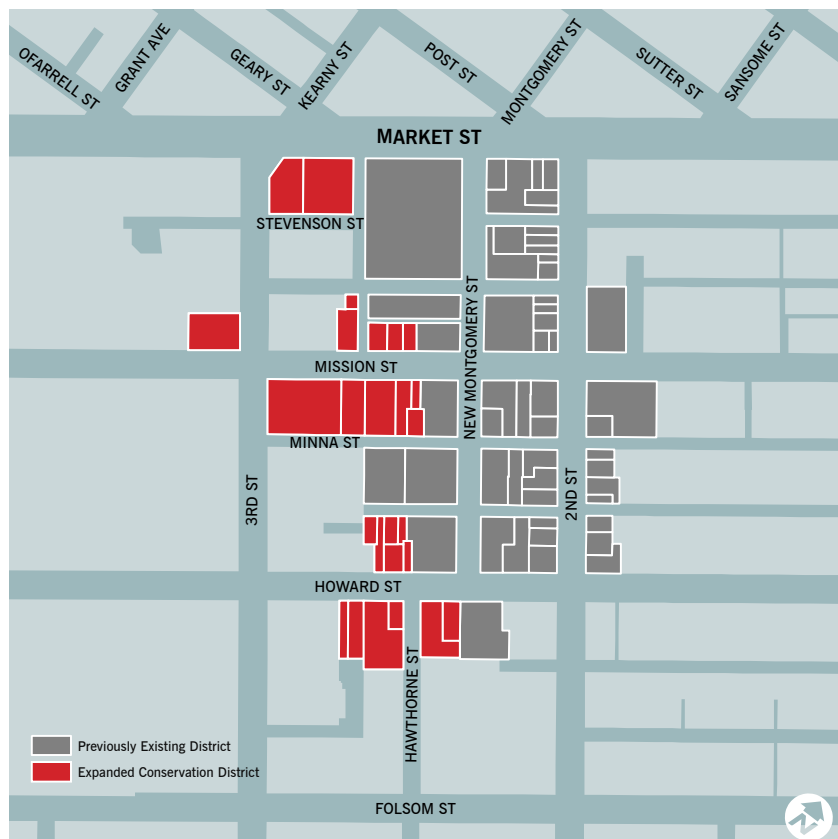 OFARRELL ST
GRANT AVE
GEARY ST
KEARNY ST
POST ST
MONTGOMERY ST
SUTTER ST
SANSOME ST
MARKET ST
STEVENSON ST
NEW MONTGOMERY ST
MISSION ST
MINNA ST
3RD ST
2ND ST
HOWARD ST
HAWTHORNE ST
Previously Existing District
Expanded Conservation District
FOLSOM ST